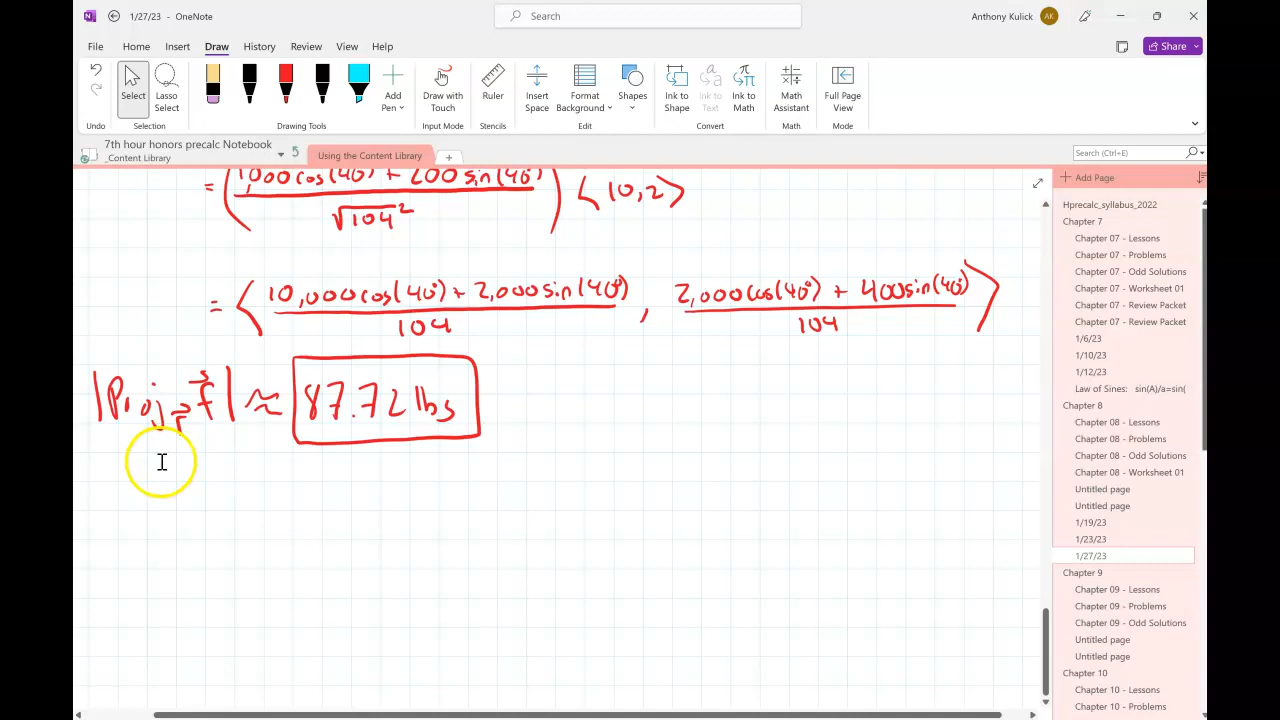 1/27/23 - OneNote
Search
Anthony Kulick
AK
File Home Insert Draw History Review View Help
Share
Undo
Select
Lasso Select
Add Pen
Draw with Touch
Ruler
Insert Space
Format Background
Shapes
Ink to Shape
Ink to Text
Ink to Math
Math Assistant
Full Page View
Undo Selection Drawing Tools Input Mode Stencils Edit Convert Math Mode
7th hour honors precalc Notebook
_Content Library
Using the Content Library
Search (Ctrl+E)
= (1,000cos(40°) + 200sin(40°) / √104²) ⟨10,2⟩
= ⟨10,000cos(40°) + 2,000sin(40°) / 104, 2,000cos(40°) + 400sin(40°) / 104⟩
|Proj_p⃗ f⃗| ≈ 87.72 lbs
Add Page
Hprecalc_syllabus_2022
Chapter 7
Chapter 07 - Lessons
Chapter 07 - Problems
Chapter 07 - Odd Solutions
Chapter 07 - Worksheet 01
Chapter 07 - Review Packet
Chapter 07 - Review Packet
1/6/23
1/10/23
1/12/23
Law of Sines: sin(A)/a=sin(
Chapter 8
Chapter 08 - Lessons
Chapter 08 - Problems
Chapter 08 - Odd Solutions
Chapter 08 - Worksheet 01
Untitled page
Untitled page
1/19/23
1/23/23
1/27/23
Chapter 9
Chapter 09 - Lessons
Chapter 09 - Problems
Chapter 09 - Odd Solutions
Untitled page
Untitled page
Chapter 10
Chapter 10 - Lessons
Chapter 10 - Problems